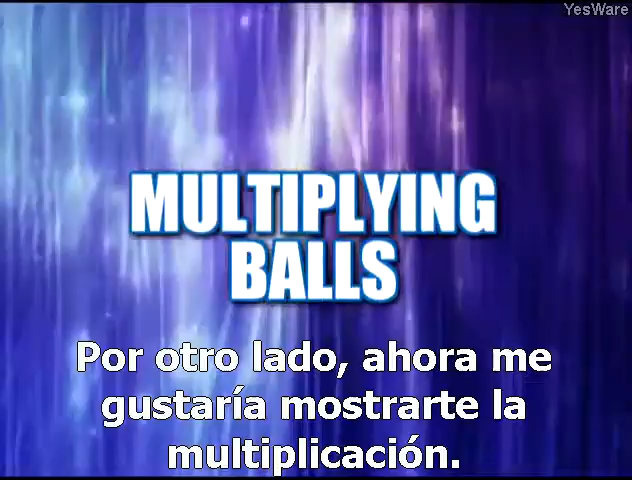 YesWare
MULTIPLYING
BALLS
Por otro lado, ahora me
gustaría mostrarte la
multiplicación.